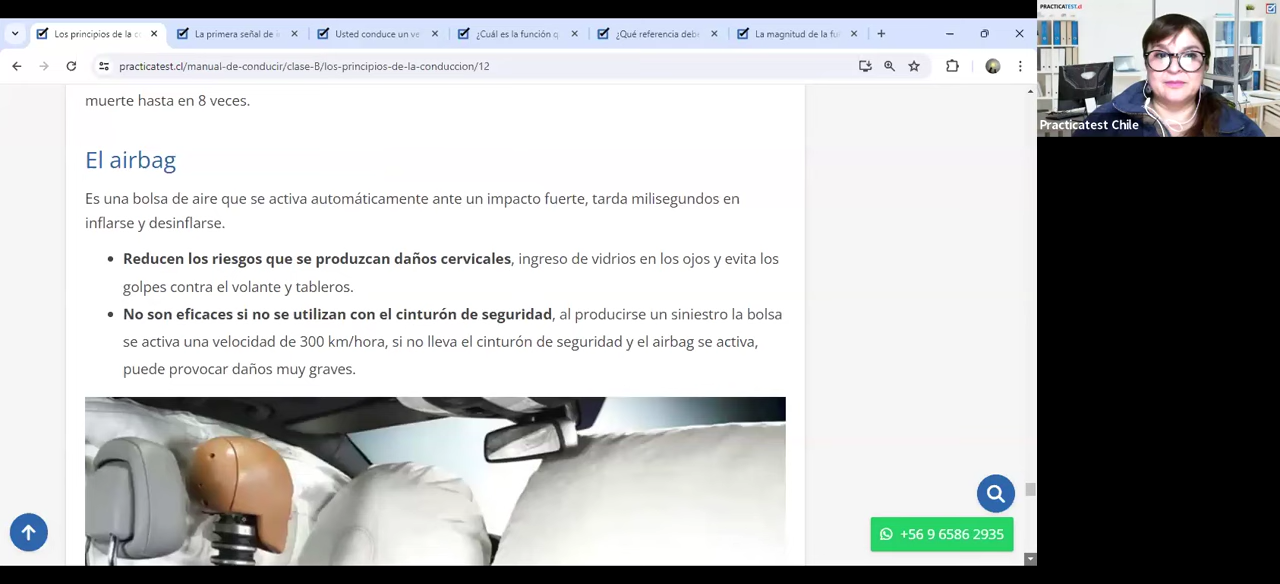 Los principios de la c
La primera señal de
Usted conduce un ve
¿Cuál es la función q
¿Qué referencia debe
La magnitud de la fu
practicatest.cl/manual-de-conducir/clase-B/los-principios-de-la-conduccion/12
PRACTICATEST.cl
Practicatest Chile
muerte hasta en 8 veces.
El airbag
Es una bolsa de aire que se activa automáticamente ante un impacto fuerte, tarda milisegundos en
inflarse y desinflarse.
• Reducen los riesgos que se produzcan daños cervicales, ingreso de vidrios en los ojos y evita los
golpes contra el volante y tableros.
• No son eficaces si no se utilizan con el cinturón de seguridad, al producirse un siniestro la bolsa
se activa una velocidad de 300 km/hora, si no lleva el cinturón de seguridad y el airbag se activa,
puede provocar daños muy graves.
+56 9 6586 2935